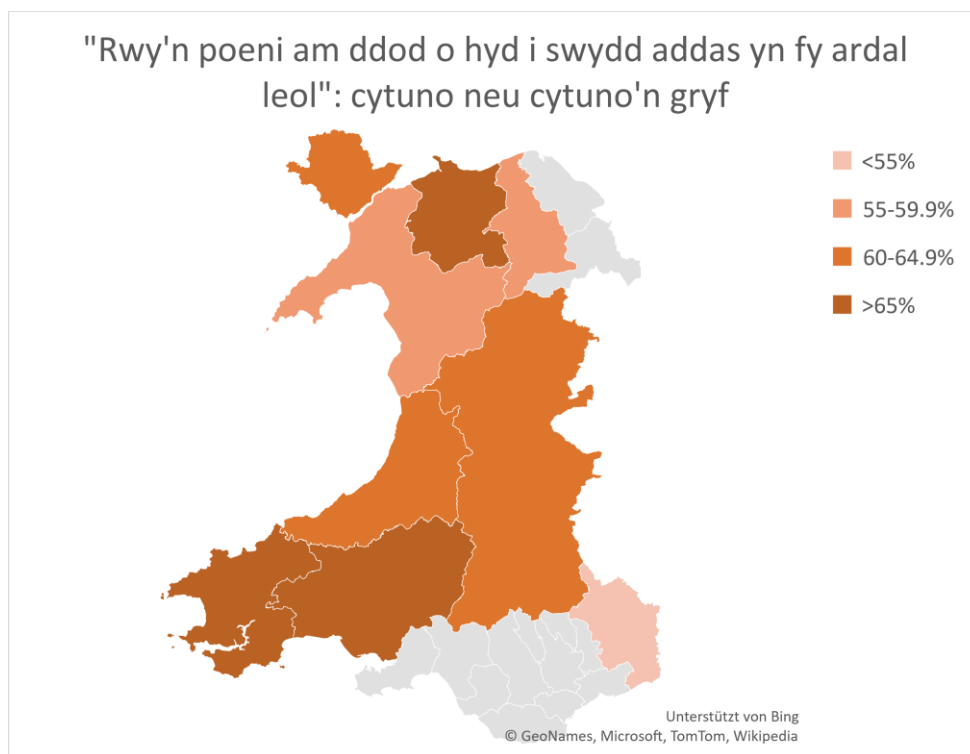 "Rwy'n poeni am ddod o hyd i swydd addas yn fy ardal
leol": cytuno neu cytuno'n gryf
<55%
55-59.9%
60-64.9%
>65%
Unterstützt von Bing
© GeoNames, Microsoft, TomTom, Wikipedia